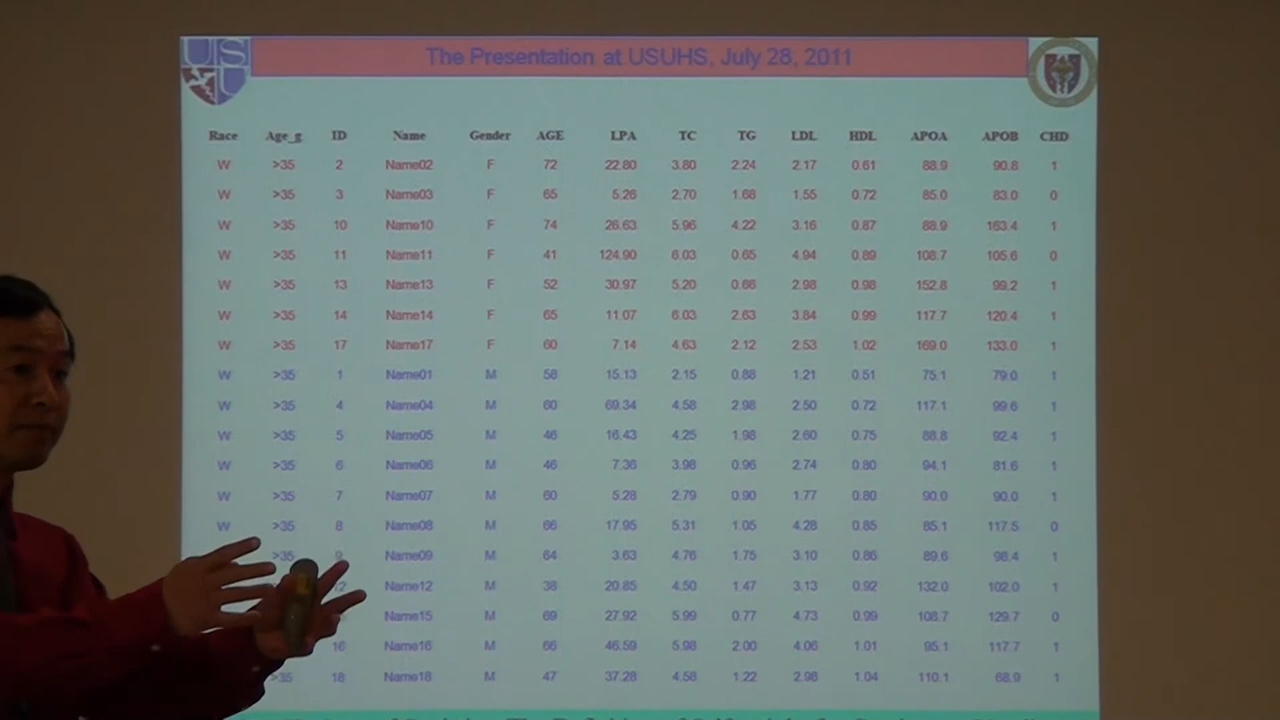 USU
The Presentation at USUHS, July 28, 2011
Race Age_g ID Name Gender AGE LPA TC TG LDL HDL APOA APOB CHD
W >35 2 Name02 F 72 22.80 3.80 2.24 2.17 0.61 88.9 90.8 1
W >35 3 Name03 F 65 5.26 2.70 1.68 1.55 0.72 85.0 83.0 0
W >35 10 Name10 F 74 26.63 5.96 4.22 3.16 0.87 88.9 163.4 1
W >35 11 Name11 F 41 124.90 6.03 0.65 4.94 0.89 108.7 105.6 0
W >35 13 Name13 F 52 30.97 5.20 0.66 2.98 0.98 152.8 99.2 1
W >35 14 Name14 F 65 11.07 6.03 2.63 3.84 0.99 117.7 120.4 1
W >35 17 Name17 F 60 7.14 4.63 2.12 2.53 1.02 169.0 133.0 1
W >35 1 Name01 M 58 15.13 2.15 0.88 1.21 0.51 75.1 79.0 1
W >35 4 Name04 M 60 69.34 4.58 2.98 2.50 0.72 117.1 99.6 1
W >35 5 Name05 M 46 16.43 4.25 1.98 2.60 0.75 88.8 92.4 1
W >35 6 Name06 M 46 7.36 3.98 0.96 2.74 0.80 94.1 81.6 1
W >35 7 Name07 M 60 5.28 2.79 0.90 1.77 0.80 90.0 90.0 1
W >35 8 Name08 M 66 17.95 5.31 1.05 4.28 0.85 85.1 117.5 0
>35 9 Name09 M 64 3.63 4.76 1.75 3.10 0.86 89.6 98.4 1
12 Name12 M 38 20.85 4.50 1.47 3.13 0.92 132.0 102.0 1
Name15 M 69 27.92 5.99 0.77 4.73 0.99 108.7 129.7 0
16 Name16 M 66 46.59 5.98 2.00 4.06 1.01 95.1 117.7 1
>35 18 Name18 M 47 37.28 4.58 1.22 2.98 1.04 110.1 68.9 1